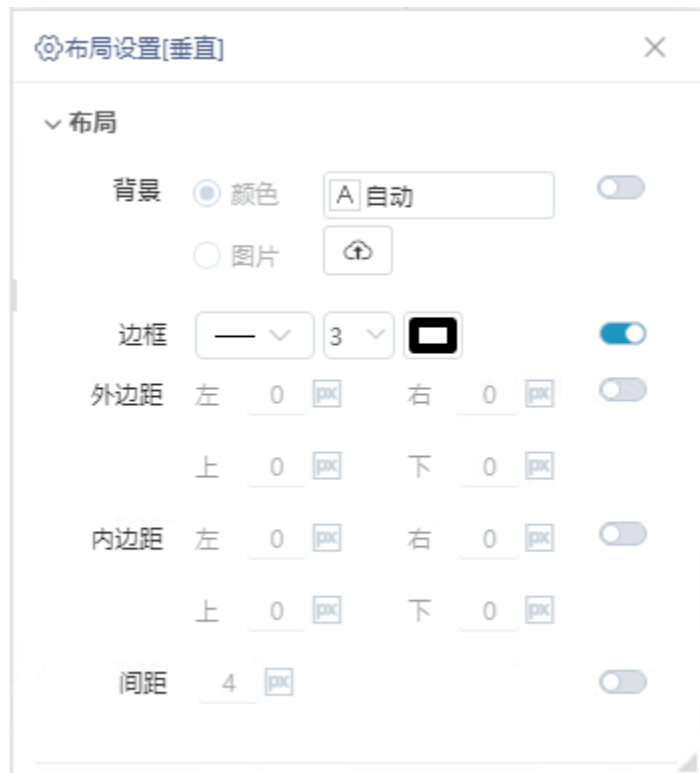 布局设置[垂直]
布局
背景 颜色 A 自动
图片
边框 3
外边距 左 0 px 右 0 px
上 0 px 下 0 px
内边距 左 0 px 右 0 px
上 0 px 下 0 px
间距 4 px